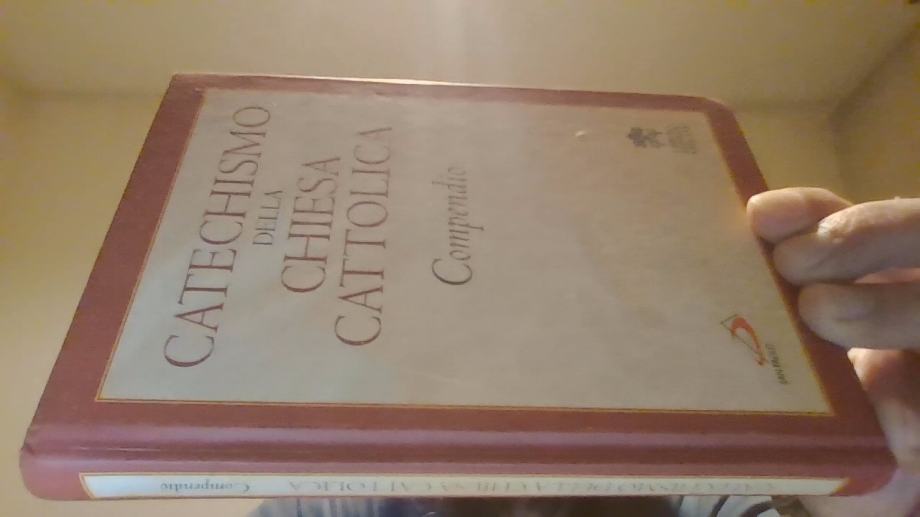 CATECHISMO
DELLA
CHIESA
CATTOLICA
Compendio
SAN PAOLO
CATECHISMO DELLA CHIESA CATTOLICA
Compendio